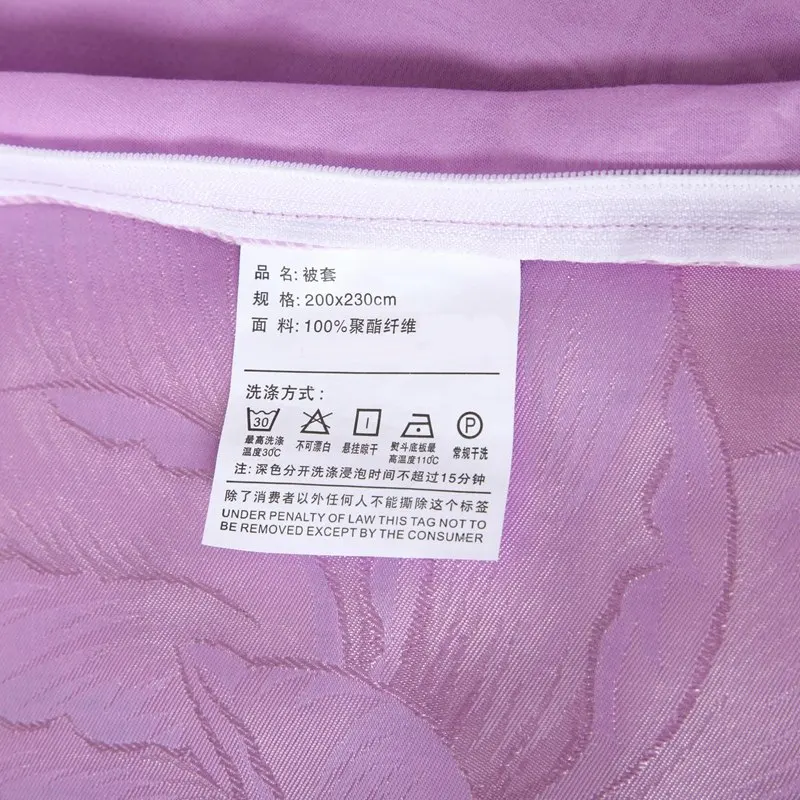 品 名: 被套
规 格: 200x230cm
面 料: 100%聚酯纤维
洗涤方式:
30 P
最高洗涤 不可漂白 悬挂晾干 熨斗底板最 常规干洗
温度30℃ 高温度110℃
注: 深色分开洗涤浸泡时间不超过15分钟
除了消费者以外任何人不能撕除这个标签
UNDER PENALTY OF LAW THIS TAG NOT TO
BE REMOVED EXCEPT BY THE CONSUMER